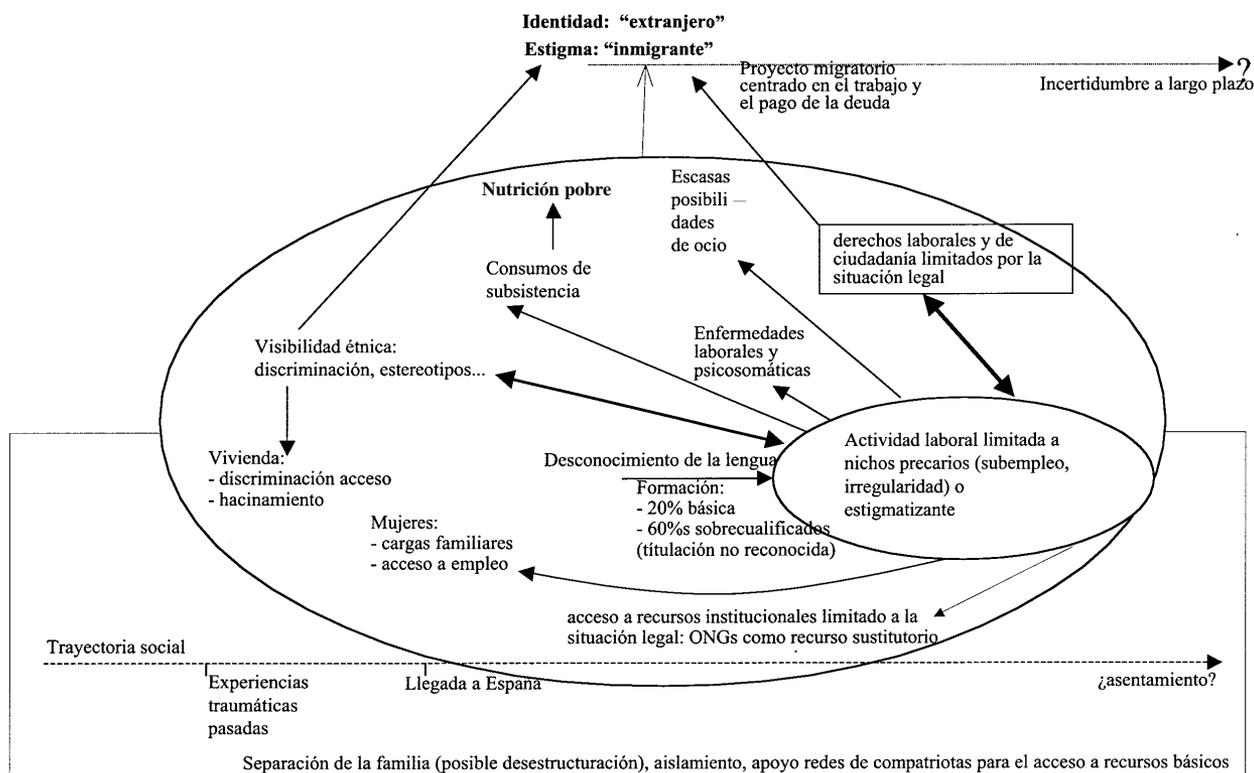 Identidad: “extranjero”
Estigma: “inmigrante”
Proyecto migratorio
centrado en el trabajo y
el pago de la deuda
?
Incertidumbre a largo plazo
Nutrición pobre
Escasas
posibili –
dades
de ocio
derechos laborales y de
ciudadanía limitados por la
situación legal
Consumos de
subsistencia
Enfermedades
laborales y
psicosomáticas
Visibilidad étnica:
discriminación, estereotipos...
Actividad laboral limitada a
nichos precarios (subempleo,
irregularidad) o
estigmatizante
Vivienda:
- discriminación acceso
- hacinamiento
Desconocimiento de la lengua
Formación:
- 20% básica
- 60%s sobrecualificados
(títulación no reconocida)
Mujeres:
- cargas familiares
- acceso a empleo
acceso a recursos institucionales limitado a la
situación legal: ONGs como recurso sustitutorio
Trayectoria social
Experiencias
traumáticas
pasadas
Llegada a España
¿asentamiento?
Separación de la familia (posible desestructuración), aislamiento, apoyo redes de compatriotas para el acceso a recursos básicos